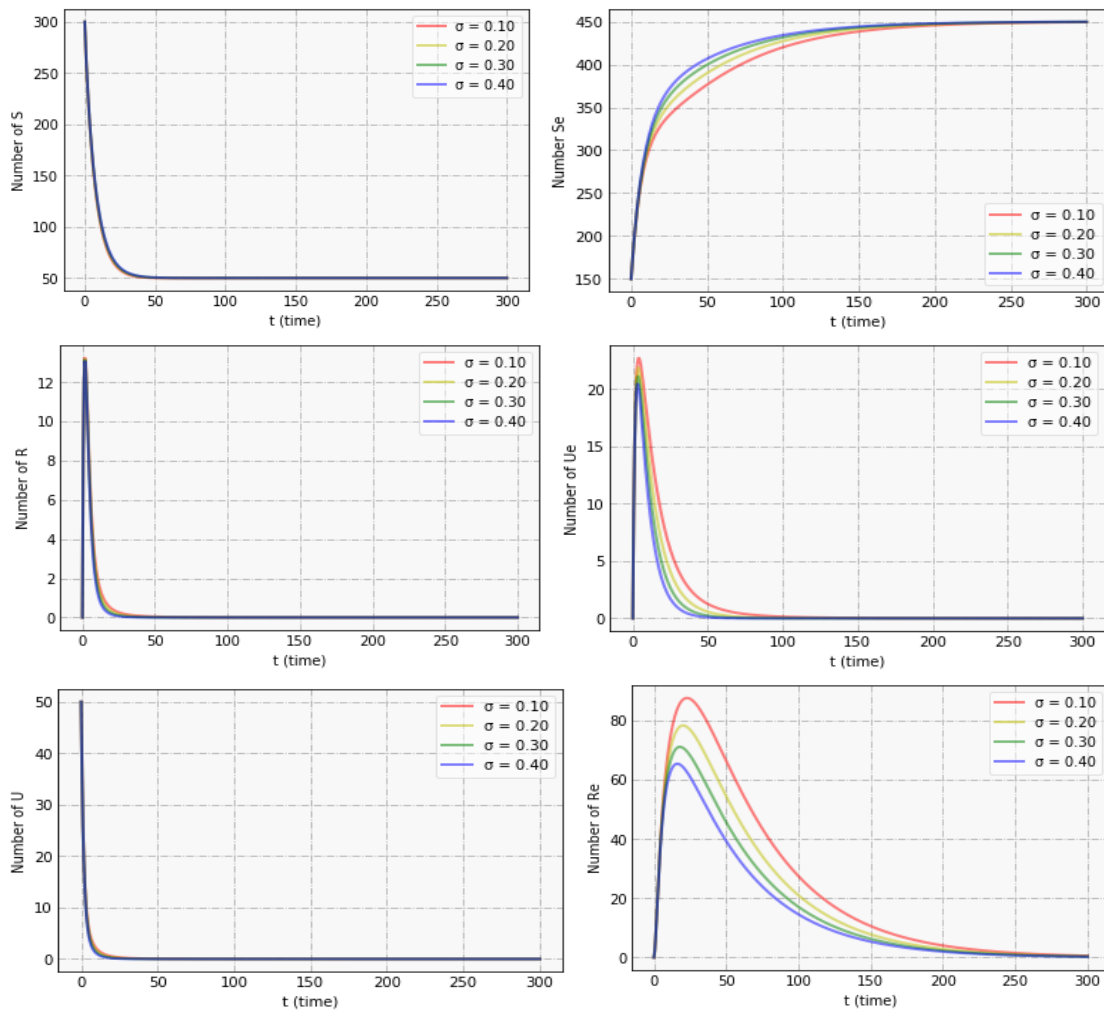 Number of S
300
250
200
150
100
50
0 50 100 150 200 250 300
t (time)
σ = 0.10
σ = 0.20
σ = 0.30
σ = 0.40
Number Se
450
400
350
300
250
200
150
0 50 100 150 200 250 300
t (time)
σ = 0.10
σ = 0.20
σ = 0.30
σ = 0.40
Number of R
12
10
8
6
4
2
0
0 50 100 150 200 250 300
t (time)
σ = 0.10
σ = 0.20
σ = 0.30
σ = 0.40
Number of Ue
20
15
10
5
0
0 50 100 150 200 250 300
t (time)
σ = 0.10
σ = 0.20
σ = 0.30
σ = 0.40
Number of U
50
40
30
20
10
0
0 50 100 150 200 250 300
t (time)
σ = 0.10
σ = 0.20
σ = 0.30
σ = 0.40
Number of Re
80
60
40
20
0
0 50 100 150 200 250 300
t (time)
σ = 0.10
σ = 0.20
σ = 0.30
σ = 0.40